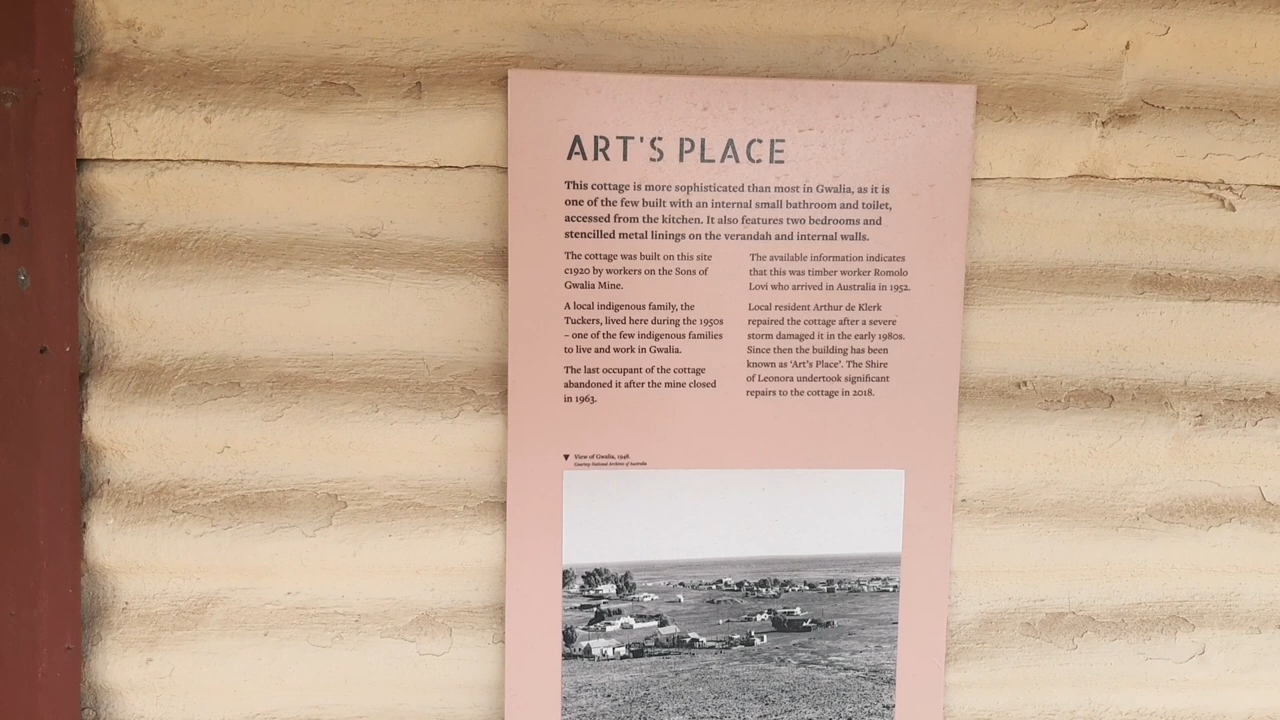 ART'S PLACE
This cottage is more sophisticated than most in Gwalia, as it is
one of the few built with an internal small bathroom and toilet,
accessed from the kitchen. It also features two bedrooms and
stencilled metal linings on the verandah and internal walls.
The cottage was built on this site
c1920 by workers on the Sons of
Gwalia Mine.
A local indigenous family, the
Tuckers, lived here during the 1950s
– one of the few indigenous families
to live and work in Gwalia.
The last occupant of the cottage
abandoned it after the mine closed
in 1963.
The available information indicates
that this was timber worker Romolo
Lovi who arrived in Australia in 1952.
Local resident Arthur de Klerk
repaired the cottage after a severe
storm damaged it in the early 1980s.
Since then the building has been
known as ‘Art's Place’. The Shire
of Leonora undertook significant
repairs to the cottage in 2018.
▼ View of Gwalia, 1948.
Courtesy National Archives of Australia